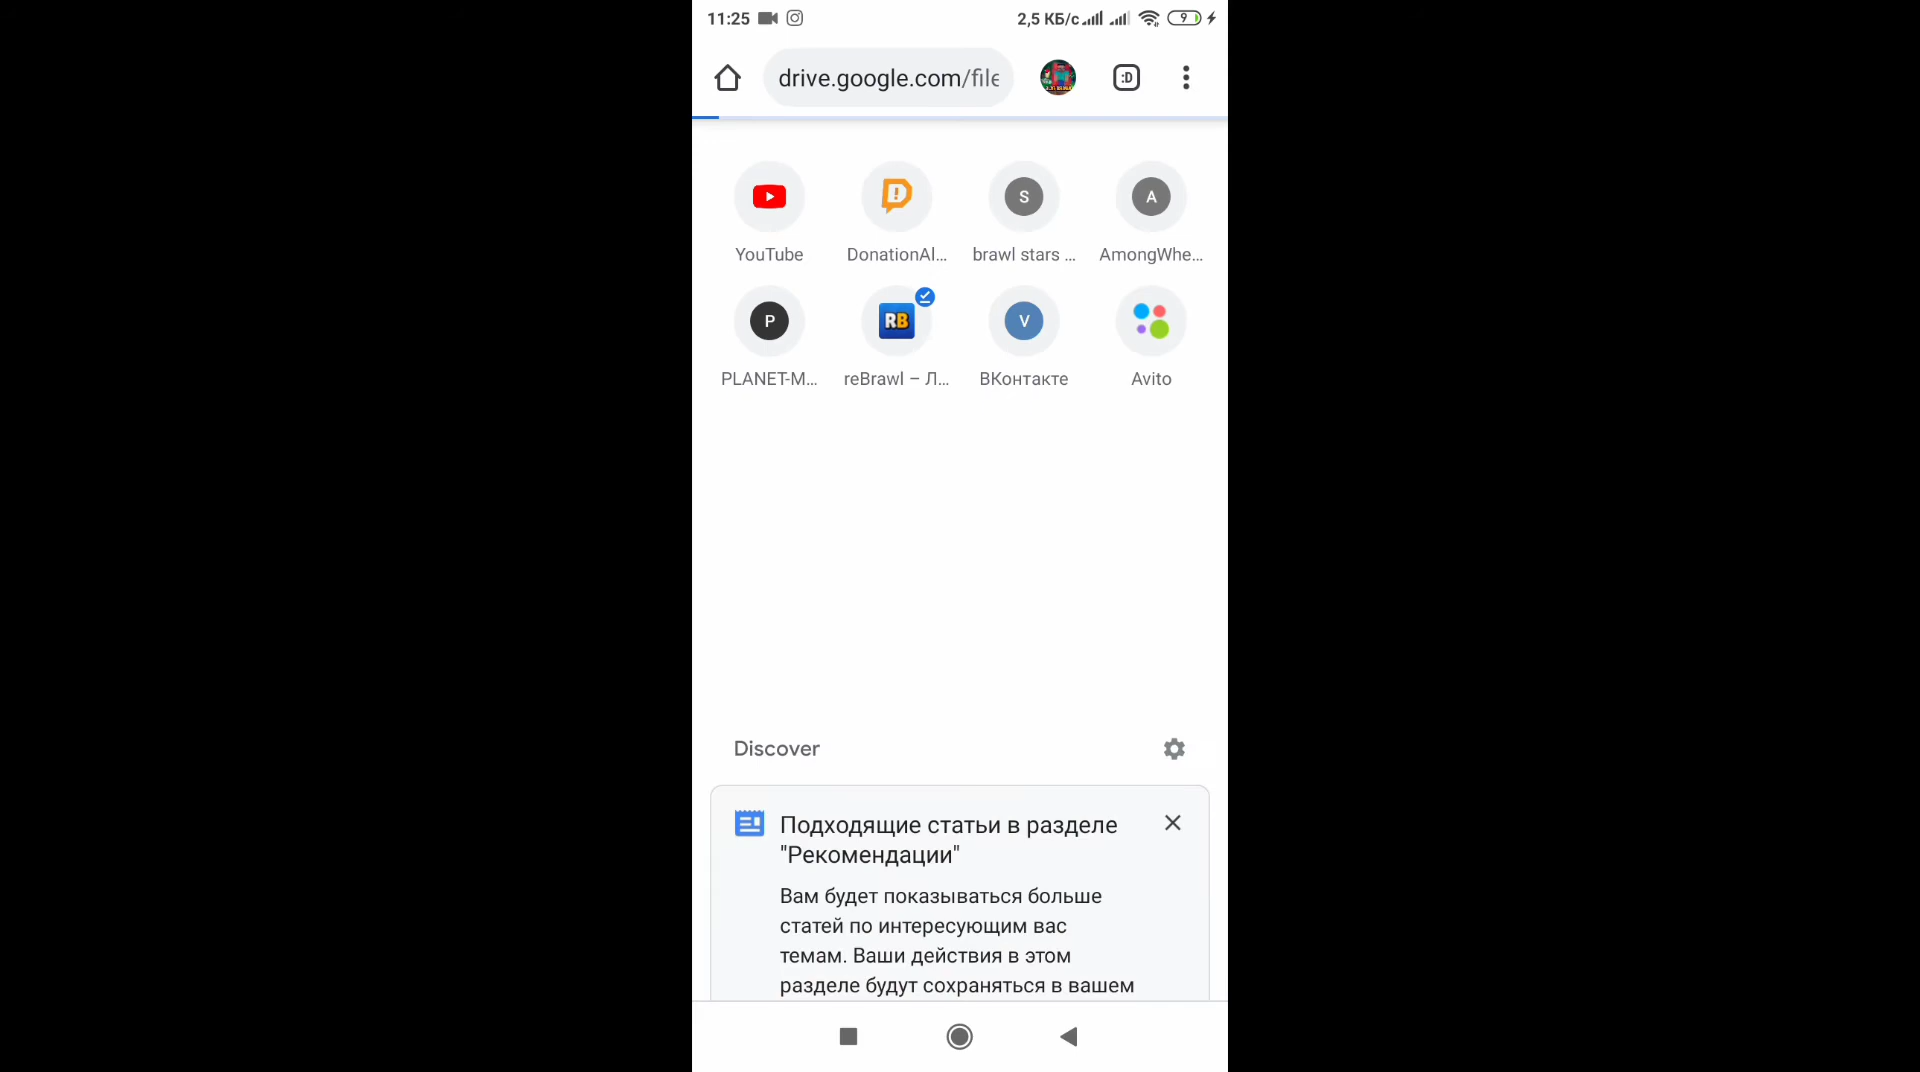 11:25 2,5 КБ/с 9
drive.google.com/file
:D
S A
YouTube DonationAl... brawl stars ... AmongWhe...
P RB V
PLANET-M... reBrawl – Л... ВКонтакте Avito
Discover
Подходящие статьи в разделе
"Рекомендации"
Вам будет показываться больше
статей по интересующим вас
темам. Ваши действия в этом
разделе будут сохраняться в вашем